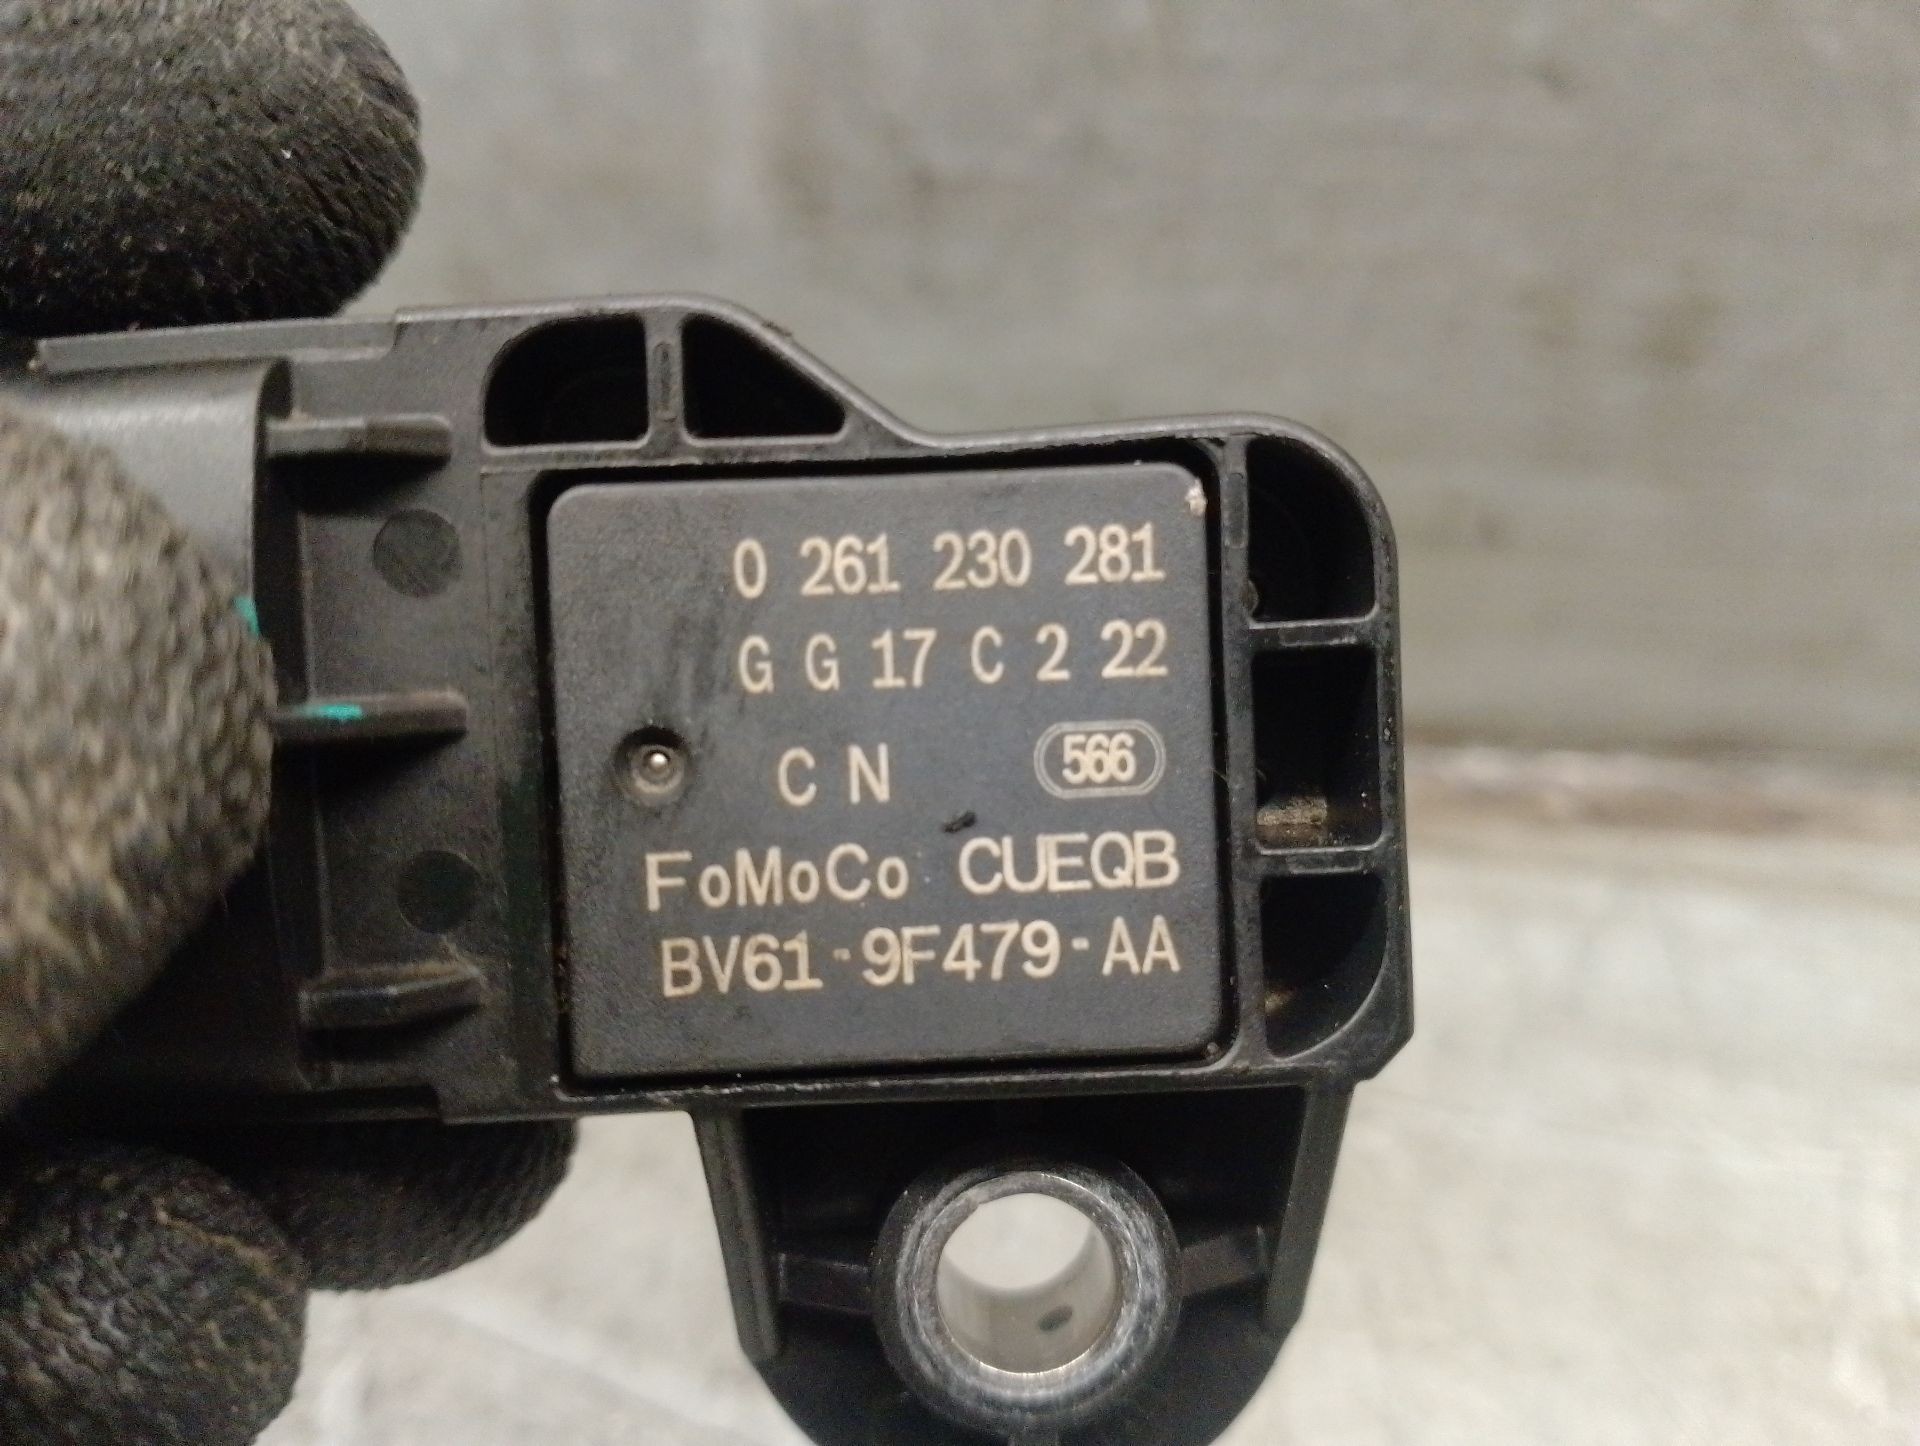 0 261 230 281
G G 17 C 2 22
C N 566
FoMoCo CUEQB
BV61-9F479-AA